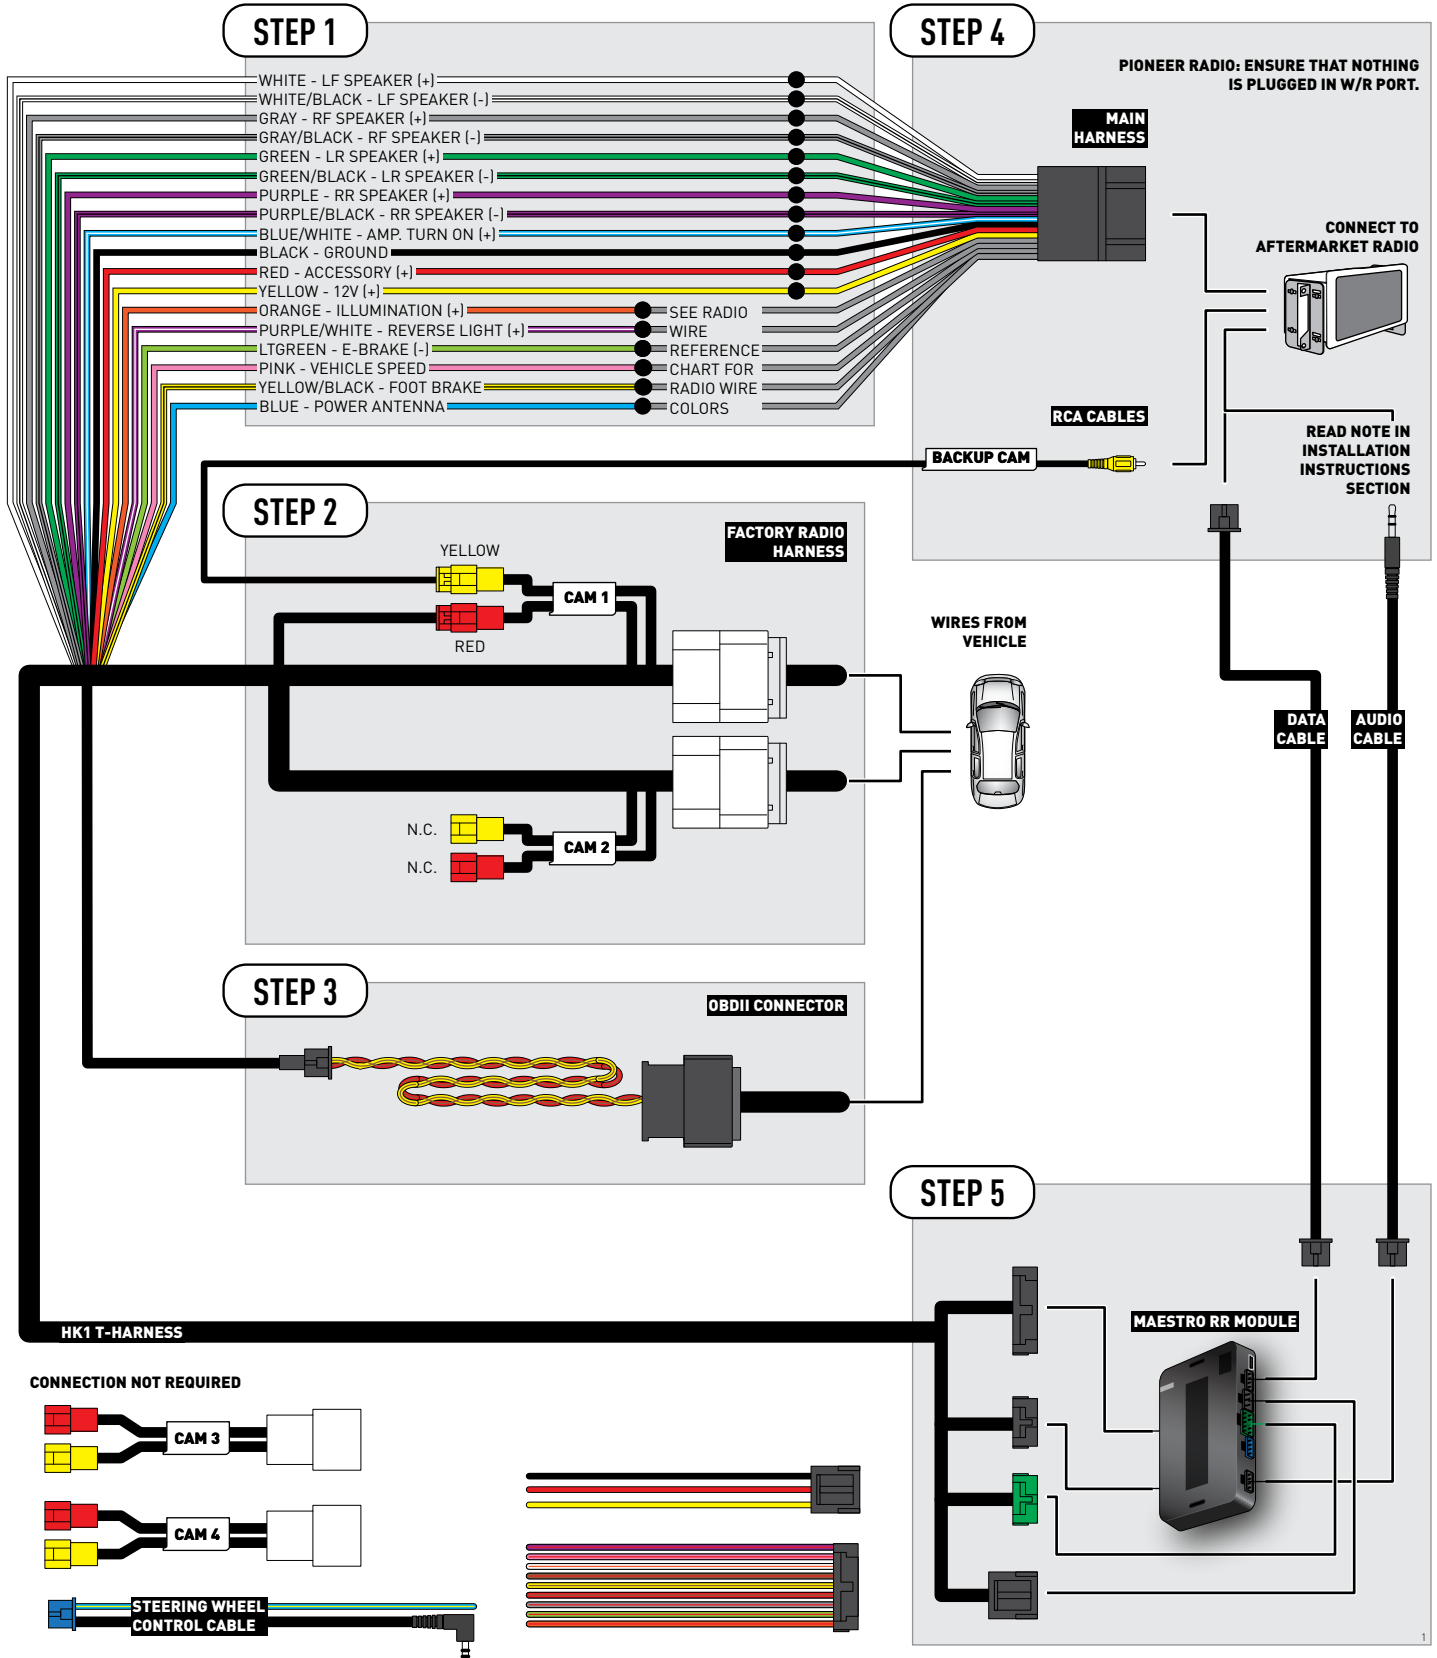 STEP 1
WHITE - LF SPEAKER (+)
WHITE/BLACK - LF SPEAKER (-)
GRAY - RF SPEAKER (+)
GRAY/BLACK - RF SPEAKER (-)
GREEN - LR SPEAKER (+)
GREEN/BLACK - LR SPEAKER (-)
PURPLE - RR SPEAKER (+)
PURPLE/BLACK - RR SPEAKER (-)
BLUE/WHITE - AMP. TURN ON (+)
BLACK - GROUND
RED - ACCESSORY (+)
YELLOW - 12V (+)
ORANGE - ILLUMINATION (+)
PURPLE/WHITE - REVERSE LIGHT (+)
LTGREEN - E-BRAKE (-)
PINK - VEHICLE SPEED
YELLOW/BLACK - FOOT BRAKE
BLUE - POWER ANTENNA
SEE RADIO
WIRE
REFERENCE
CHART FOR
RADIO WIRE
COLORS
STEP 4
PIONEER RADIO: ENSURE THAT NOTHING
IS PLUGGED IN W/R PORT.
MAIN
HARNESS
CONNECT TO
AFTERMARKET RADIO
RCA CABLES
BACKUP CAM
READ NOTE IN
INSTALLATION
INSTRUCTIONS
SECTION
STEP 2
FACTORY RADIO
HARNESS
YELLOW
CAM 1
RED
WIRES FROM
VEHICLE
DATA
CABLE
AUDIO
CABLE
N.C.
CAM 2
N.C.
STEP 3
OBDII CONNECTOR
STEP 5
MAESTRO RR MODULE
HK1 T-HARNESS
CONNECTION NOT REQUIRED
CAM 3
CAM 4
STEERING WHEEL
CONTROL CABLE
1